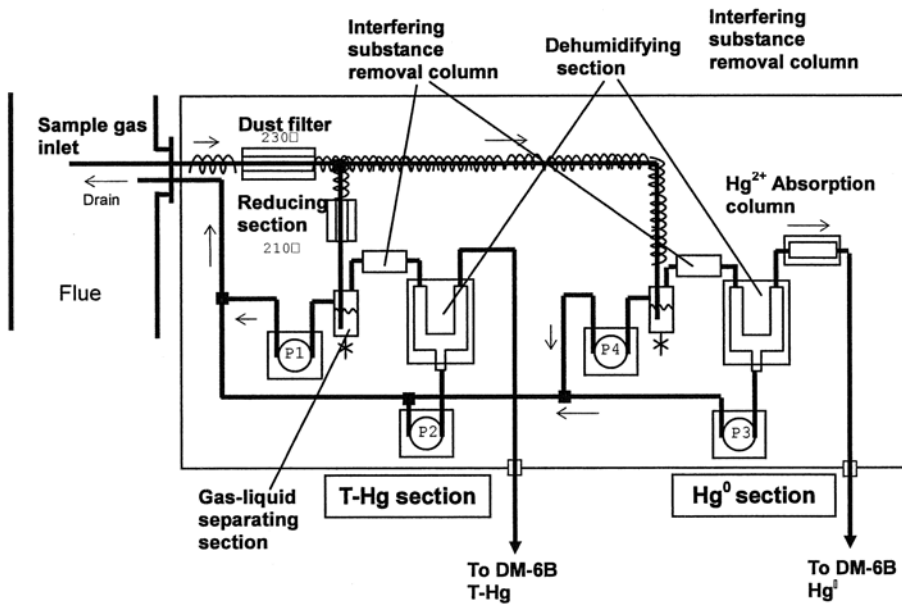 Interfering
substance
removal column
Dehumidifying
section
Interfering
substance
removal column
Sample gas
inlet
Dust filter
230□
Drain
Reducing
section
210□
Hg²⁺ Absorption
column
Flue
P1
P4
P2
P3
Gas-liquid
separating
section
T-Hg section
Hg⁰ section
To DM-6B
T-Hg
To DM-6B
Hg▯